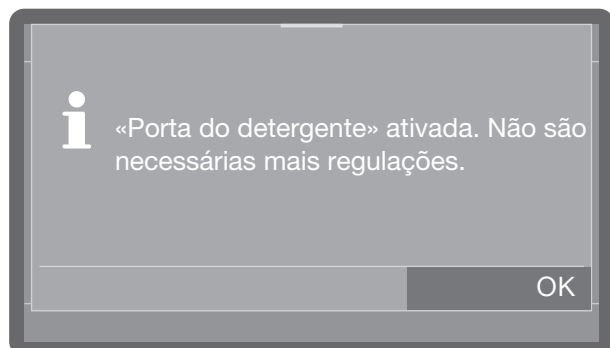 «Porta do detergente» ativada. Não são
necessárias mais regulações.
OK